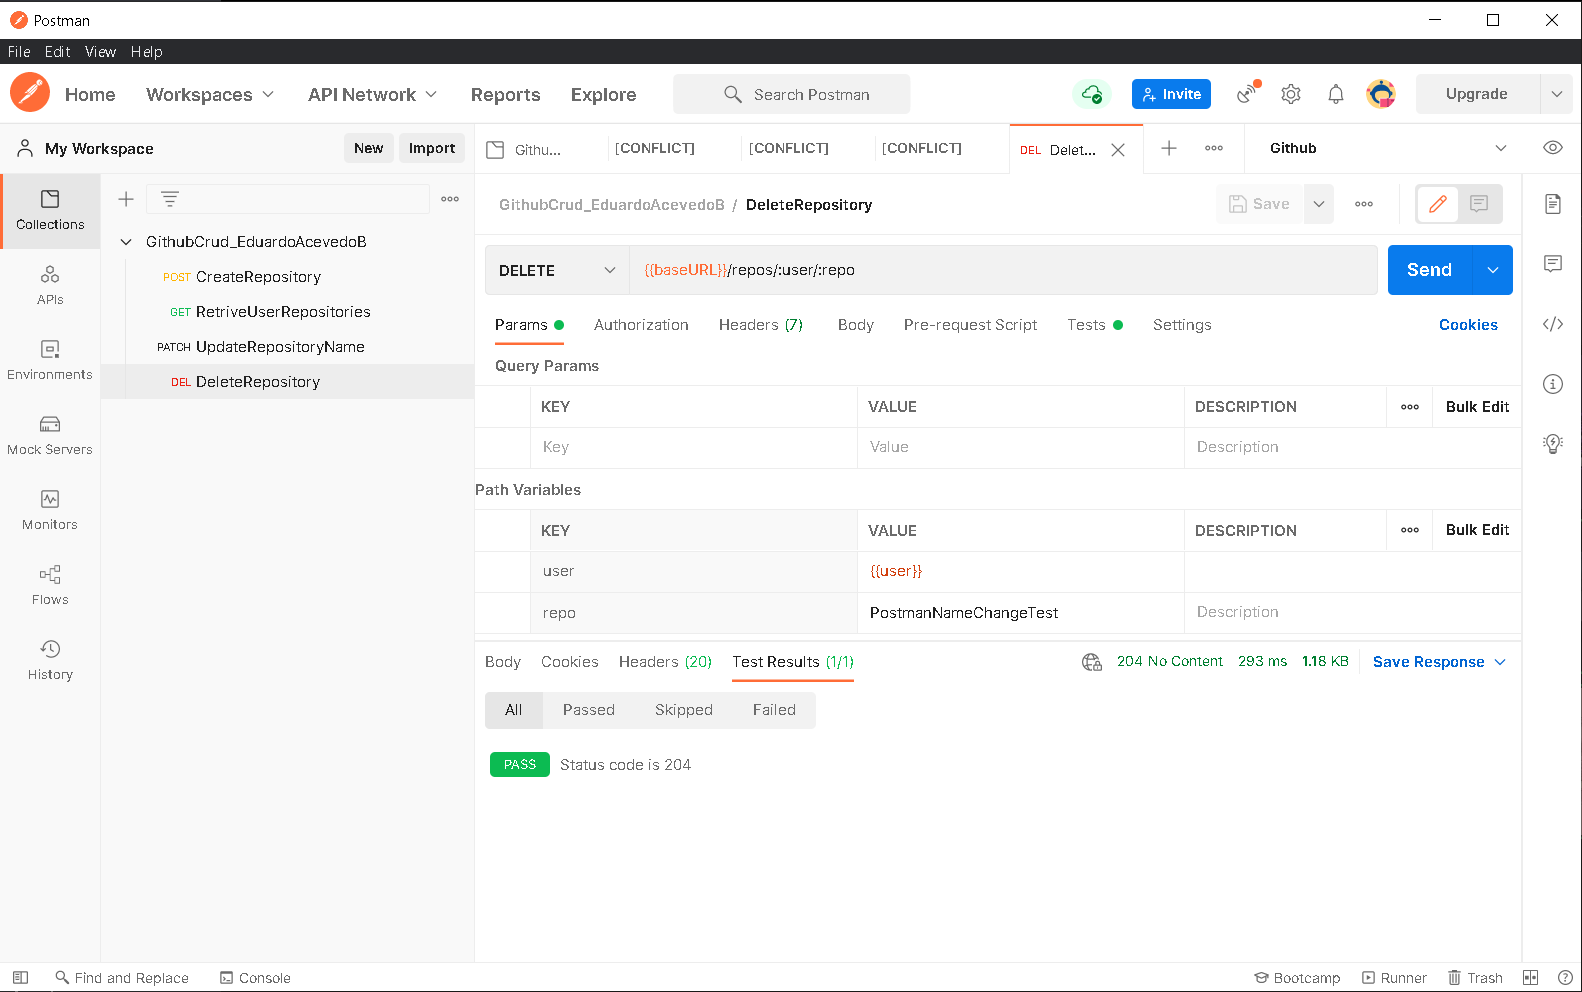 Postman
File Edit View Help
Home Workspaces API Network Reports Explore Search Postman Invite Upgrade
My Workspace New Import Githu... [CONFLICT] [CONFLICT] [CONFLICT] DEL Delet... Github
Collections
APIs
Environments
Mock Servers
Monitors
Flows
History
GithubCrud_EduardoAcevedoB
POST CreateRepository
GET RetriveUserRepositories
PATCH UpdateRepositoryName
DEL DeleteRepository
GithubCrud_EduardoAcevedoB / DeleteRepository Save
DELETE {{baseURL}}/repos/:user/:repo Send
Params Authorization Headers (7) Body Pre-request Script Tests Settings Cookies
Query Params
KEY VALUE DESCRIPTION Bulk Edit
Key Value Description
Path Variables
KEY VALUE DESCRIPTION Bulk Edit
user {{user}}
repo PostmanNameChangeTest Description
Body Cookies Headers (20) Test Results (1/1) 204 No Content 293 ms 1.18 KB Save Response
All Passed Skipped Failed
PASS Status code is 204
Find and Replace Console Bootcamp Runner Trash